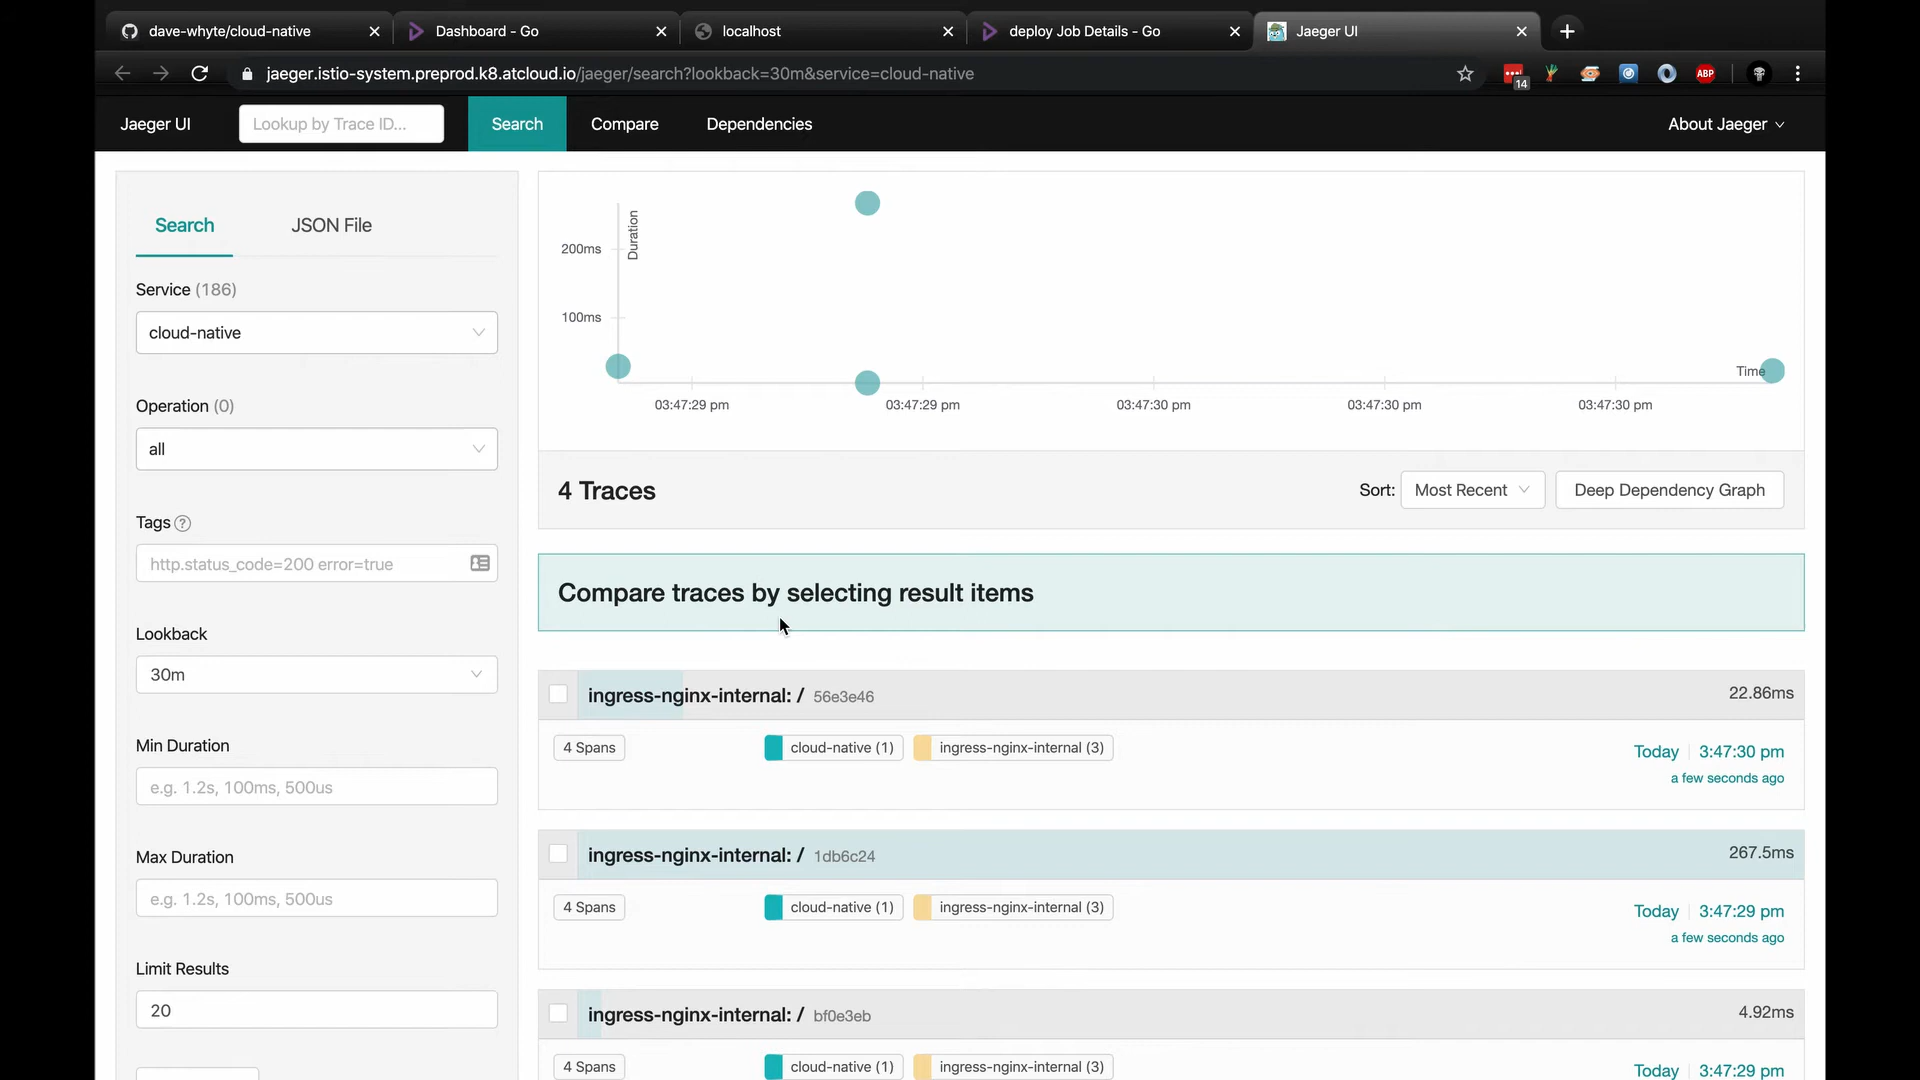 dave-whyte/cloud-native
Dashboard - Go
localhost
deploy Job Details - Go
Jaeger UI
jaeger.istio-system.preprod.k8.atcloud.io/jaeger/search?lookback=30m&service=cloud-native
14
ABP
Jaeger UI
Lookup by Trace ID...
Search
Compare
Dependencies
About Jaeger
Search
JSON File
Service (186)
cloud-native
Operation (0)
all
Tags ?
http.status_code=200 error=true
Lookback
30m
Min Duration
e.g. 1.2s, 100ms, 500us
Max Duration
e.g. 1.2s, 100ms, 500us
Limit Results
20
Duration
200ms
100ms
Time
03:47:29 pm
03:47:29 pm
03:47:30 pm
03:47:30 pm
03:47:30 pm
4 Traces
Sort:
Most Recent
Deep Dependency Graph
Compare traces by selecting result items
ingress-nginx-internal: / 56e3e46
22.86ms
4 Spans
cloud-native (1)
ingress-nginx-internal (3)
Today
3:47:30 pm
a few seconds ago
ingress-nginx-internal: / 1db6c24
267.5ms
4 Spans
cloud-native (1)
ingress-nginx-internal (3)
Today
3:47:29 pm
a few seconds ago
ingress-nginx-internal: / bf0e3eb
4.92ms
4 Spans
cloud-native (1)
ingress-nginx-internal (3)
Today
3:47:29 pm